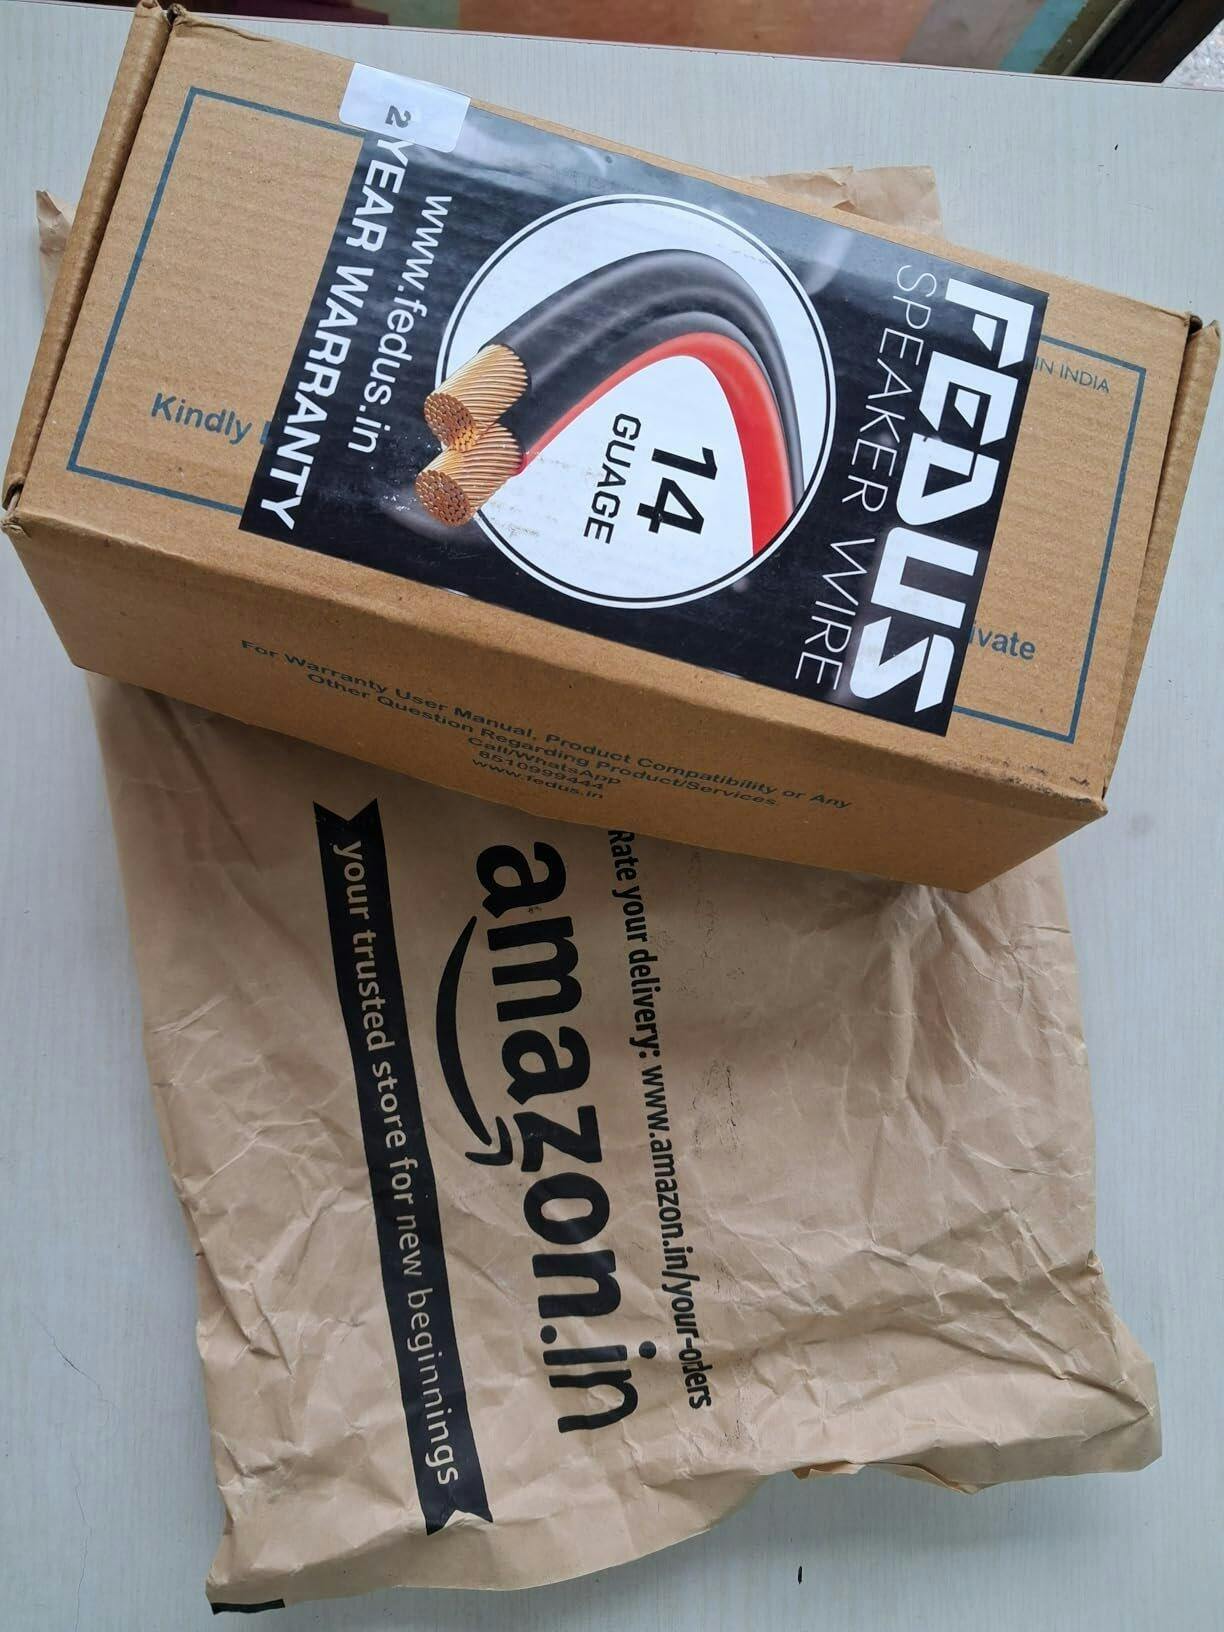 FEDUS
SPEAKER WIRE
14
GUAGE
www.fedus.in
2 YEAR WARRANTY
IN INDIA
Kindly
For Warranty User Manual, Product Compatibility or Any
Other Question Regarding Product/Services.
Call/WhatsApp
8510999444
www.fedus.in
Rate your delivery: www.amazon.in/your-orders
amazon.in
your trusted store for new beginnings